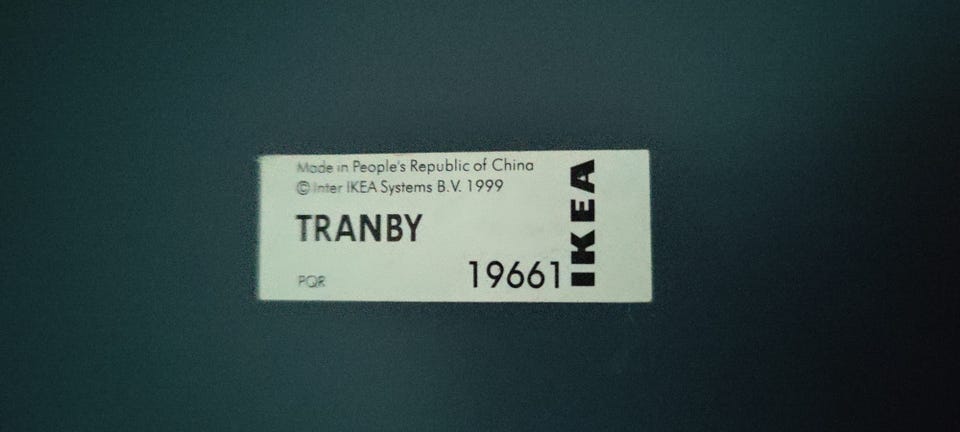 Made in People's Republic of China
© Inter IKEA Systems B.V. 1999
TRANBY
PQR
19661
IKEA